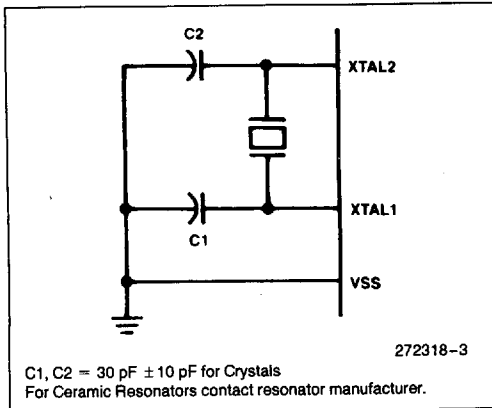 C2
XTAL2
XTAL1
C1
VSS
272318-3
C1, C2 = 30 pF ±10 pF for Crystals
For Ceramic Resonators contact resonator manufacturer.